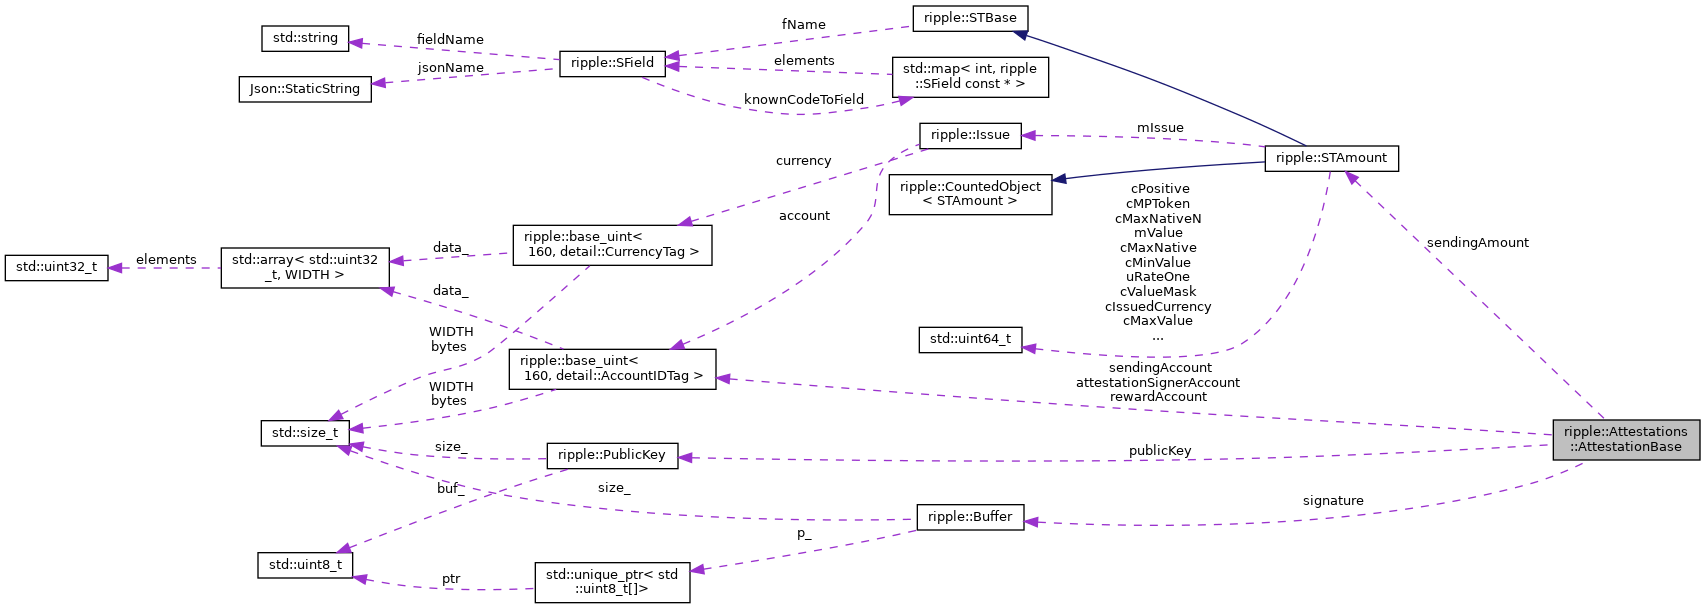 ripple::STBase
fName
std::string
fieldName
ripple::SField
elements
std::map< int, ripple
::SField const * >
jsonName
Json::StaticString
knownCodeToField
ripple::Issue
mIssue
ripple::STAmount
currency
ripple::CountedObject
< STAmount >
cPositive
cMPToken
cMaxNativeN
mValue
cMaxNative
cMinValue
uRateOne
cValueMask
cIssuedCurrency
cMaxValue
...
account
ripple::base_uint<
160, detail::CurrencyTag >
sendingAmount
data_
std::array< std::uint32
_t, WIDTH >
elements
std::uint32_t
data_
WIDTH
bytes
std::uint64_t
ripple::base_uint<
160, detail::AccountIDTag >
sendingAccount
attestationSignerAccount
rewardAccount
WIDTH
bytes
std::size_t
ripple::Attestations
::AttestationBase
size_
ripple::PublicKey
publicKey
buf_
size_
signature
ripple::Buffer
p_
std::uint8_t
ptr
std::unique_ptr< std
::uint8_t[]>